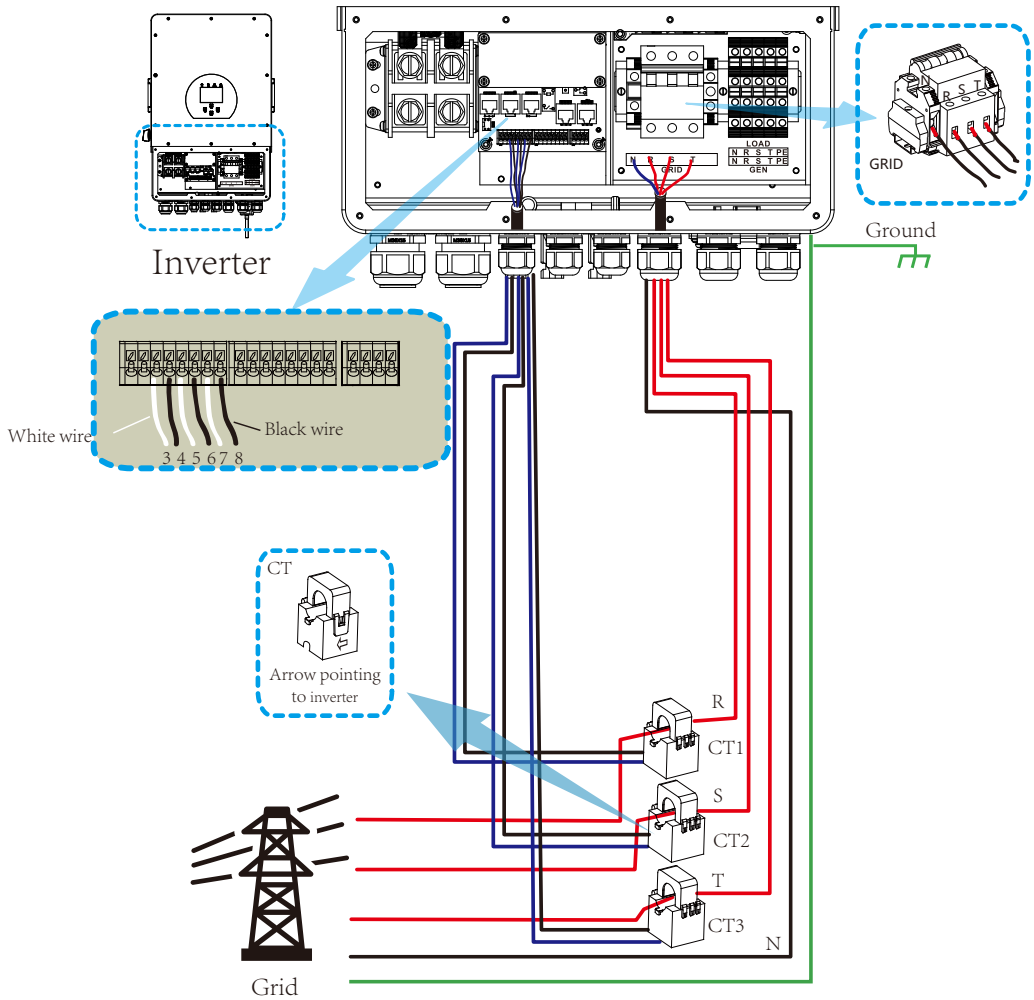 LOAD
N R S T PE
N R S T PE
GEN
N R S T
GRID
R S T
GRID
Ground
Inverter
White wire
Black wire
3 4 5 6 7 8
CT
Arrow pointing
to inverter
R
CT1
S
CT2
T
CT3
N
Grid